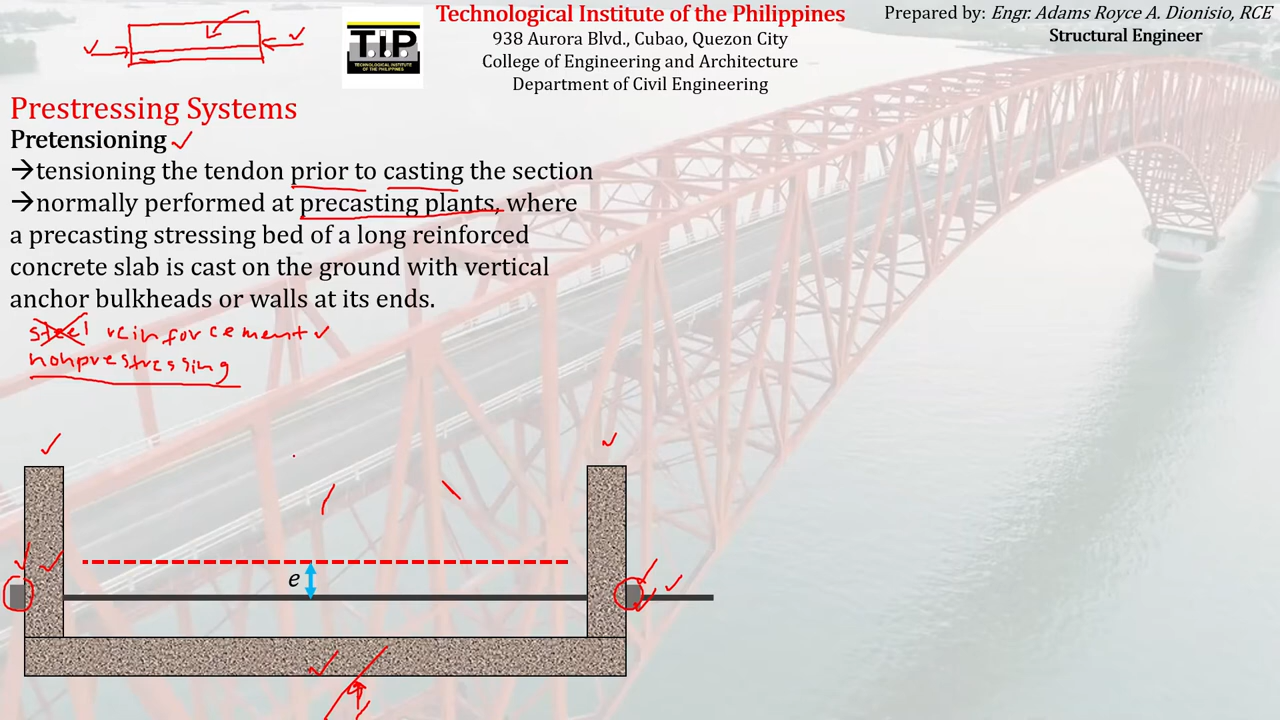 Technological Institute of the Philippines
938 Aurora Blvd., Cubao, Quezon City
College of Engineering and Architecture
Department of Civil Engineering
Prepared by: Engr. Adams Royce A. Dionisio, RCE
Structural Engineer
TIP
TECHNOLOGICAL INSTITUTE
OF THE PHILIPPINES
Prestressing Systems
Pretensioning
→tensioning the tendon prior to casting the section
→normally performed at precasting plants, where
a precasting stressing bed of a long reinforced
concrete slab is cast on the ground with vertical
anchor bulkheads or walls at its ends.
steel reinforcement
nonprestressing
e